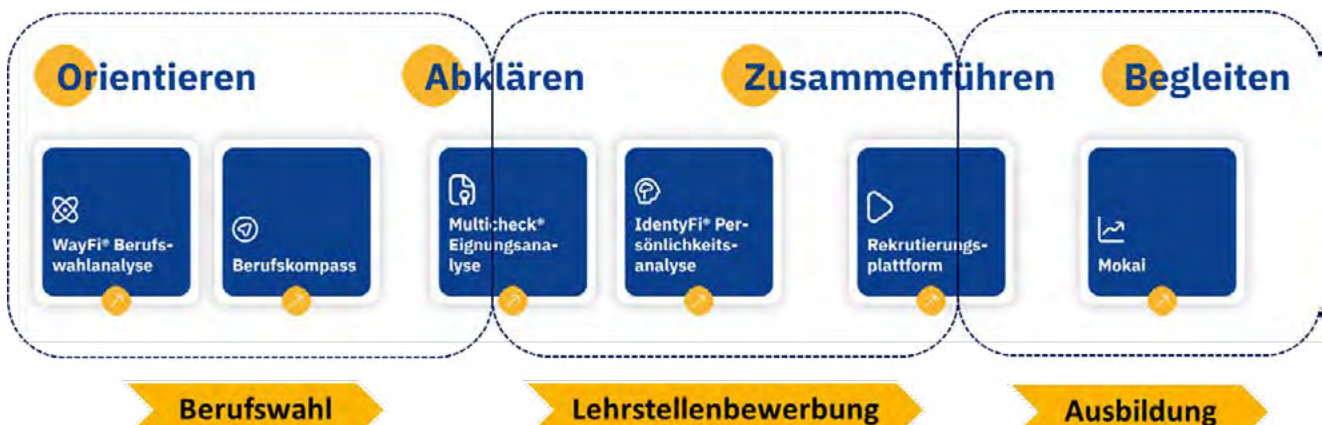 Orientieren
Abklären
Zusammenführen
Begleiten
WayFi® Berufs-
wahlanalyse
Berufskompass
Multicheck®
Eignungsana-
lyse
IdentyFi® Per-
sönlichkeits-
analyse
Rekrutierungs-
plattform
Mokai
Berufswahl
Lehrstellenbewerbung
Ausbildung